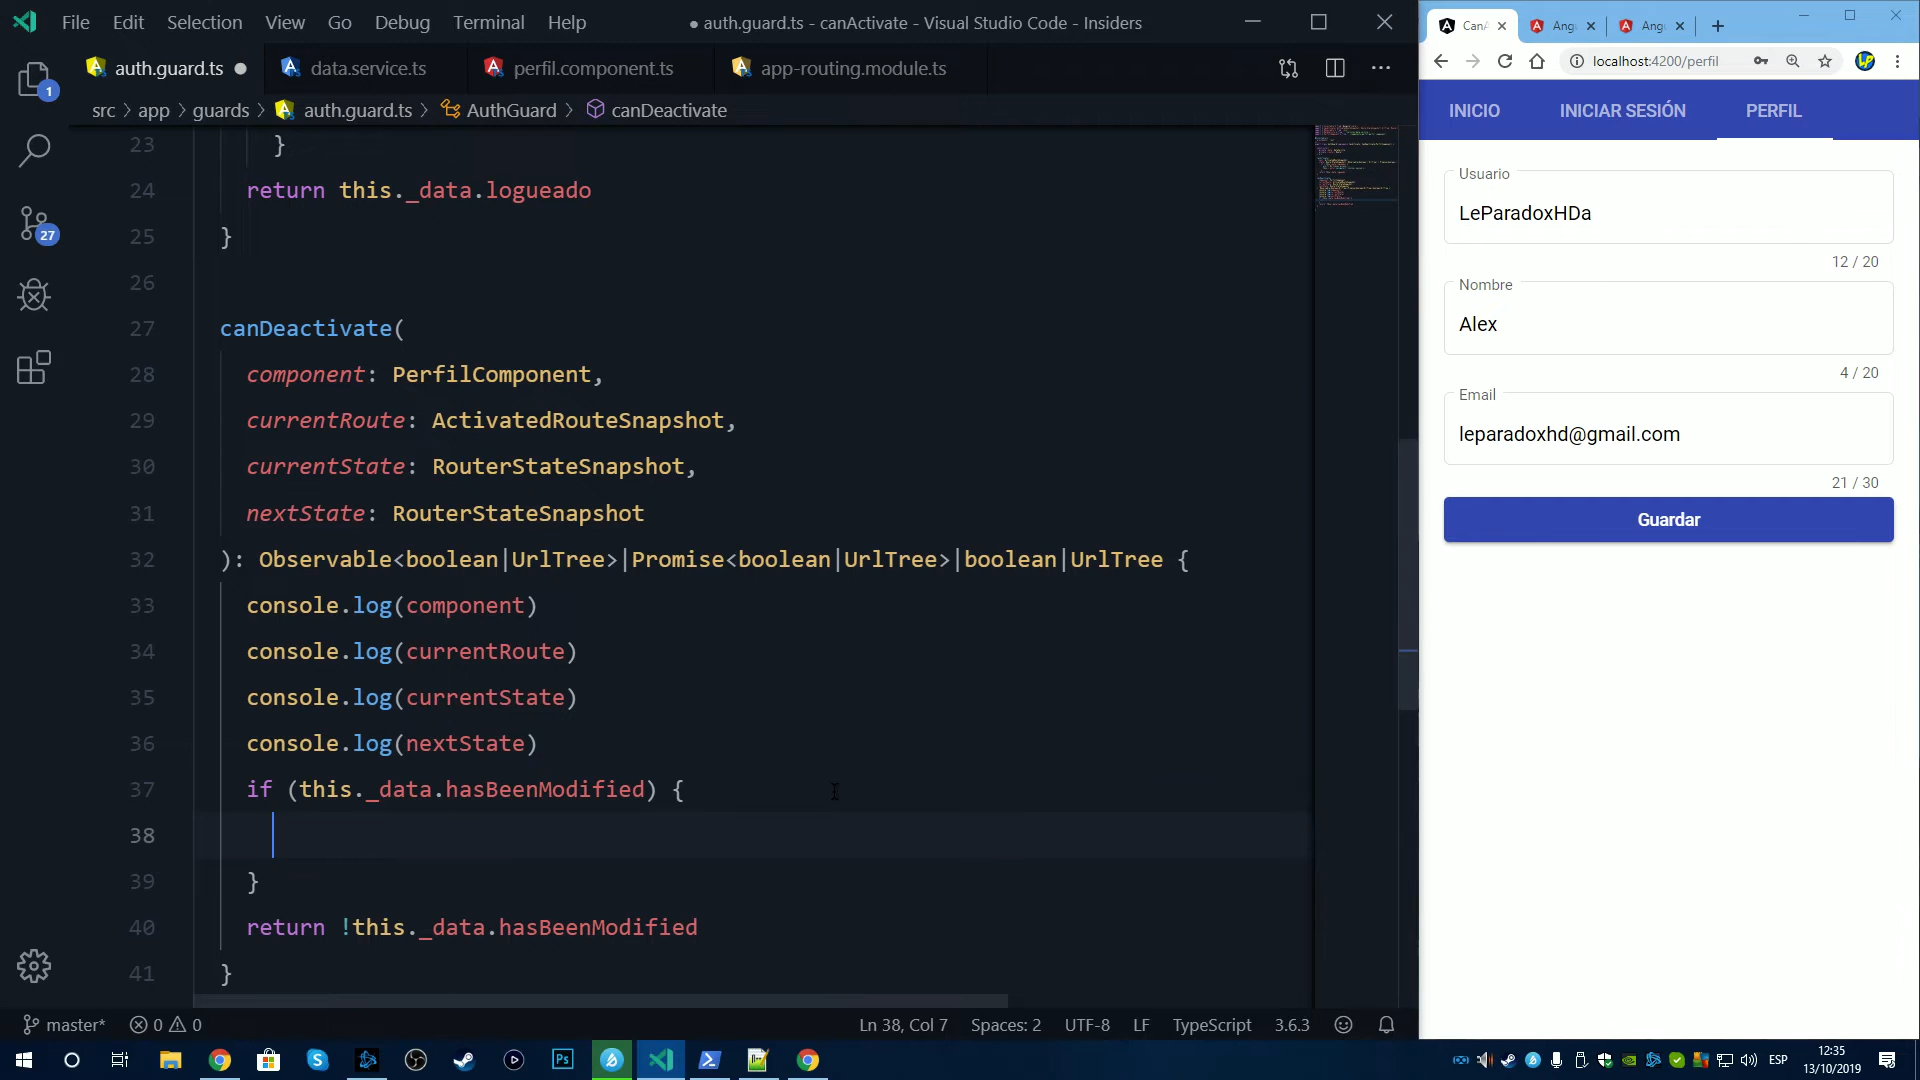 File Edit Selection View Go Debug Terminal Help
● auth.guard.ts - canActivate - Visual Studio Code - Insiders
auth.guard.ts ● data.service.ts perfil.component.ts app-routing.module.ts
src > app > guards > auth.guard.ts > AuthGuard > canDeactivate
1
27
23 }
24 return this._data.logueado
25 }
26
27 canDeactivate(
28 component: PerfilComponent,
29 currentRoute: ActivatedRouteSnapshot,
30 currentState: RouterStateSnapshot,
31 nextState: RouterStateSnapshot
32 ): Observable<boolean|UrlTree>|Promise<boolean|UrlTree>|boolean|UrlTree {
33 console.log(component)
34 console.log(currentRoute)
35 console.log(currentState)
36 console.log(nextState)
37 if (this._data.hasBeenModified) {
38
39 }
40 return !this._data.hasBeenModified
41 }
master* 0 0 Ln 38, Col 7 Spaces: 2 UTF-8 LF TypeScript 3.6.3
CanA Ang Ang
localhost:4200/perfil
INICIO INICIAR SESIÓN PERFIL
Usuario
LeParadoxHDa
12 / 20
Nombre
Alex
4 / 20
Email
leparadoxhd@gmail.com
21 / 30
Guardar
Ps
ESP
12:35
13/10/2019